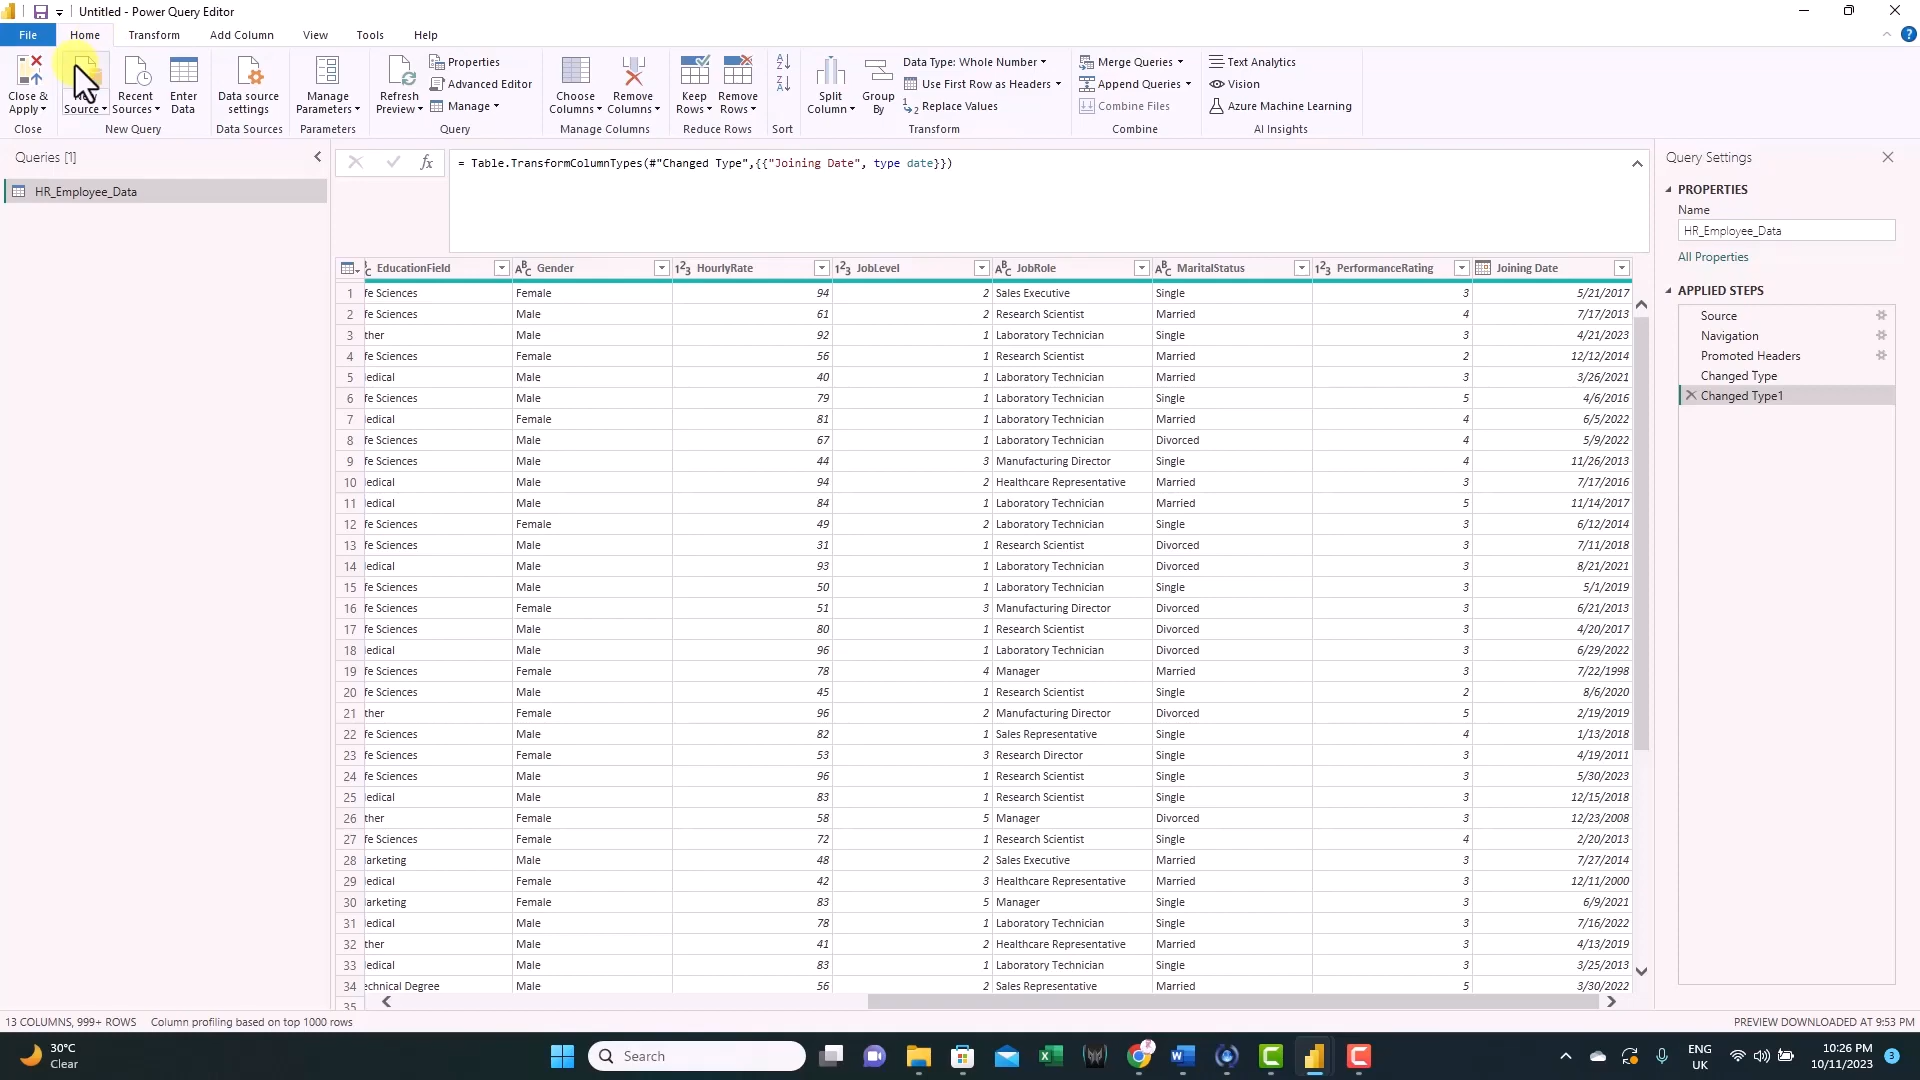 Untitled - Power Query Editor
File Home Transform Add Column View Tools Help
Close & Apply
Source
Recent Sources
Enter Data
Data source settings
Manage Parameters
Refresh Preview
Properties
Advanced Editor
Manage
Choose Columns
Remove Columns
Keep Rows
Remove Rows
Split Column
Group By
Data Type: Whole Number
Use First Row as Headers
Replace Values
Merge Queries
Append Queries
Combine Files
Text Analytics
Vision
Azure Machine Learning
Close New Query Data Sources Parameters Query Manage Columns Reduce Rows Sort Transform Combine AI Insights
Queries [1]
HR_Employee_Data
fx = Table.TransformColumnTypes(#"Changed Type",{{"Joining Date", type date}})
EducationField ABC Gender 123 HourlyRate 123 JobLevel ABC JobRole ABC MaritalStatus 123 PerformanceRating Joining Date
1 fe Sciences Female 94 2 Sales Executive Single 3 5/21/2017
2 fe Sciences Male 61 2 Research Scientist Married 4 7/17/2013
3 ther Male 92 1 Laboratory Technician Single 3 4/21/2023
4 fe Sciences Female 56 1 Research Scientist Married 2 12/12/2014
5 edical Male 40 1 Laboratory Technician Married 3 3/26/2021
6 fe Sciences Male 79 1 Laboratory Technician Single 5 4/6/2016
7 edical Female 81 1 Laboratory Technician Married 4 6/5/2022
8 fe Sciences Male 67 1 Laboratory Technician Divorced 4 5/9/2022
9 fe Sciences Male 44 3 Manufacturing Director Single 4 11/26/2013
10 edical Male 94 2 Healthcare Representative Married 3 7/17/2016
11 edical Male 84 1 Laboratory Technician Married 5 11/14/2017
12 fe Sciences Female 49 2 Laboratory Technician Single 3 6/12/2014
13 fe Sciences Male 31 1 Research Scientist Divorced 3 7/11/2018
14 edical Male 93 1 Laboratory Technician Divorced 3 8/21/2021
15 fe Sciences Male 50 1 Laboratory Technician Single 3 5/1/2019
16 fe Sciences Female 51 3 Manufacturing Director Divorced 3 6/21/2013
17 fe Sciences Male 80 1 Research Scientist Divorced 3 4/20/2017
18 edical Male 96 1 Laboratory Technician Divorced 3 6/29/2022
19 fe Sciences Female 78 4 Manager Married 3 7/22/1998
20 fe Sciences Male 45 1 Research Scientist Single 2 8/6/2020
21 ther Female 96 2 Manufacturing Director Divorced 5 2/19/2019
22 fe Sciences Male 82 1 Sales Representative Single 4 1/13/2018
23 fe Sciences Female 53 3 Research Director Single 3 4/19/2011
24 fe Sciences Male 96 1 Research Scientist Single 3 5/30/2023
25 edical Male 83 1 Research Scientist Single 3 12/15/2018
26 ther Female 58 5 Manager Divorced 3 12/23/2008
27 fe Sciences Female 72 1 Research Scientist Single 4 2/20/2013
28 arketing Male 48 2 Sales Executive Married 3 7/27/2014
29 edical Female 42 3 Healthcare Representative Married 3 12/11/2000
30 arketing Female 83 5 Manager Single 3 6/9/2021
31 edical Male 78 1 Laboratory Technician Single 3 7/16/2022
32 ther Male 41 2 Healthcare Representative Married 3 4/13/2019
33 edical Male 83 1 Laboratory Technician Single 3 3/25/2013
34 echnical Degree Male 56 2 Sales Representative Married 5 3/30/2022
35
Query Settings
PROPERTIES
Name
HR_Employee_Data
All Properties
APPLIED STEPS
Source
Navigation
Promoted Headers
Changed Type
Changed Type1
13 COLUMNS, 999+ ROWS Column profiling based on top 1000 rows PREVIEW DOWNLOADED AT 9:53 PM
30°C
Clear
Search
ENG
UK
10:26 PM
10/11/2023
3